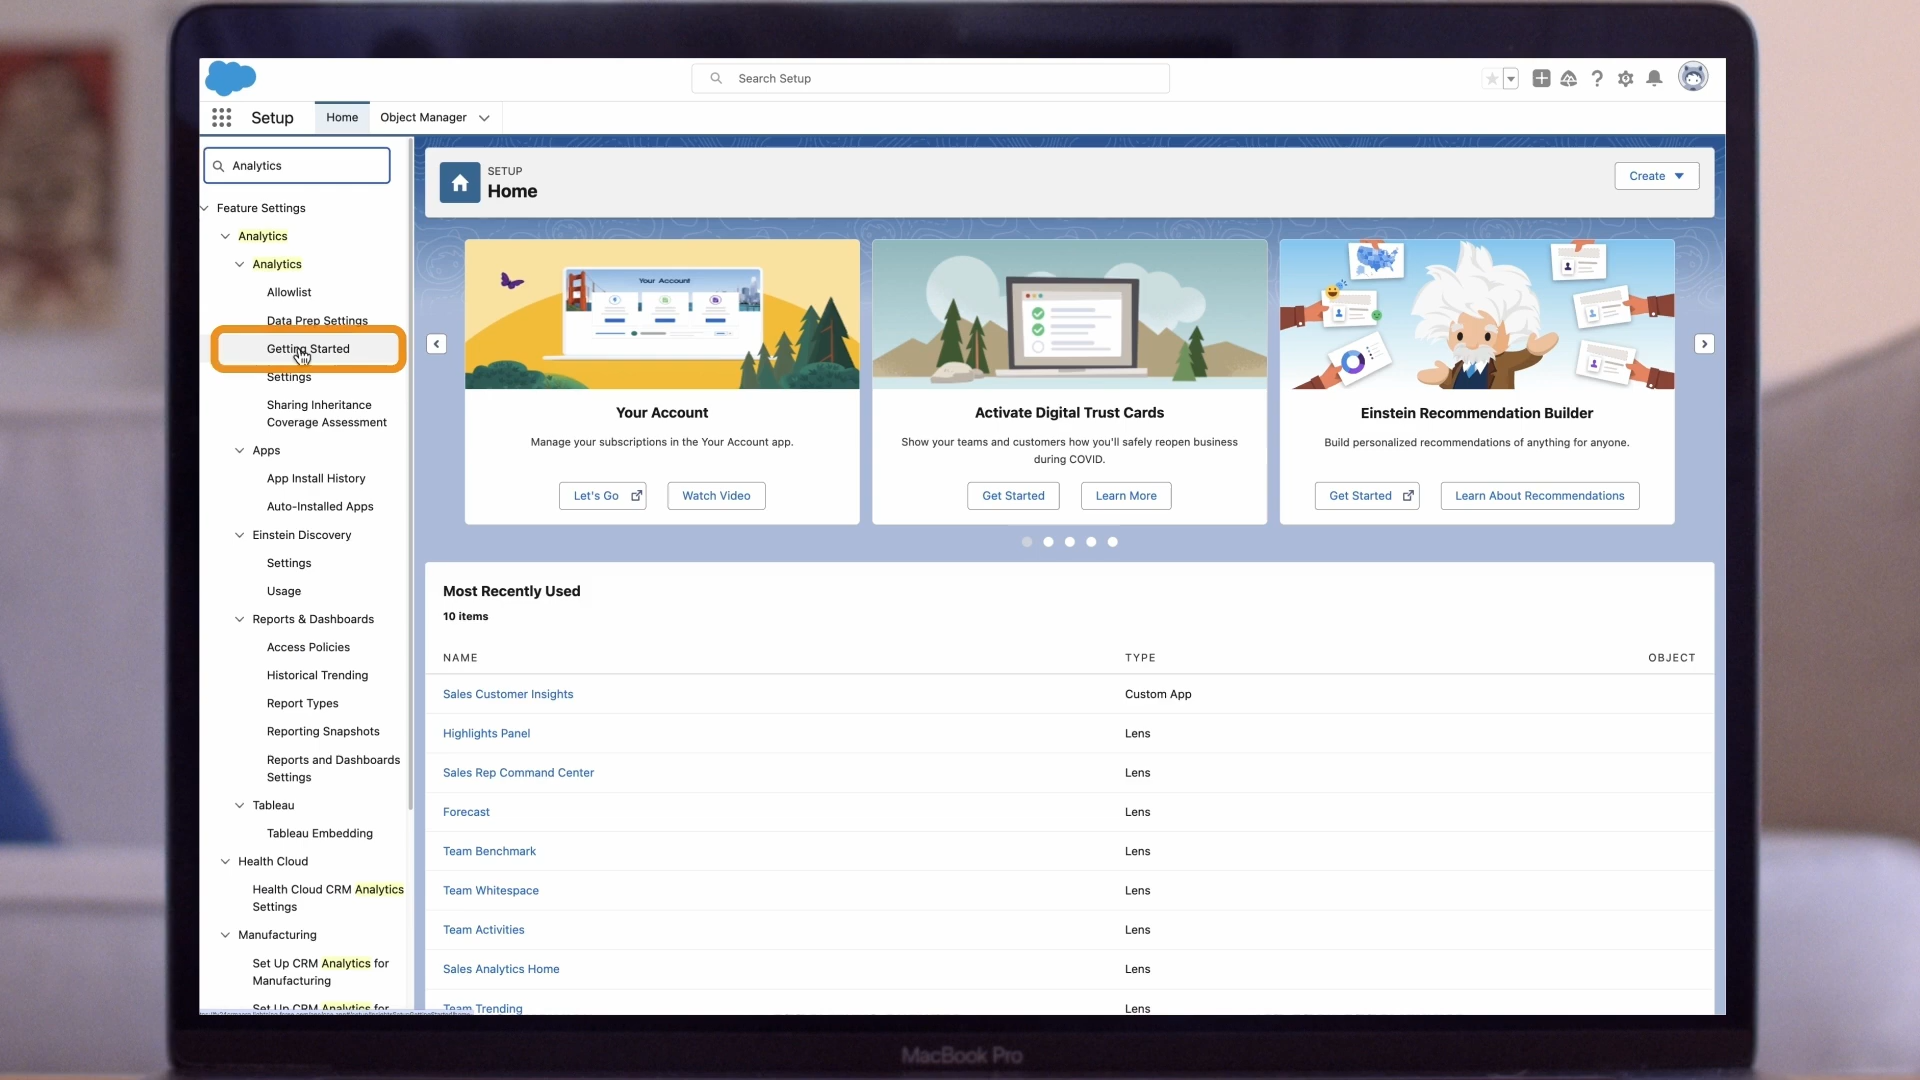 Search Setup
Setup
Home
Object Manager
Analytics
Feature Settings
Analytics
Analytics
Allowlist
Data Prep Settings
Getting Started
Settings
Sharing Inheritance
Coverage Assessment
Apps
App Install History
Auto-Installed Apps
Einstein Discovery
Settings
Usage
Reports & Dashboards
Access Policies
Historical Trending
Report Types
Reporting Snapshots
Reports and Dashboards
Settings
Tableau
Tableau Embedding
Health Cloud
Health Cloud CRM Analytics
Settings
Manufacturing
Set Up CRM Analytics for
Manufacturing
Set Up CRM Analytics for
SETUP
Home
Create
Your Account
Your Account
Manage your subscriptions in the Your Account app.
Let's Go
Watch Video
Activate Digital Trust Cards
Show your teams and customers how you'll safely reopen business
during COVID.
Get Started
Learn More
Einstein Recommendation Builder
Build personalized recommendations of anything for anyone.
Get Started
Learn About Recommendations
Most Recently Used
10 items
NAME TYPE OBJECT
Sales Customer Insights Custom App
Highlights Panel Lens
Sales Rep Command Center Lens
Forecast Lens
Team Benchmark Lens
Team Whitespace Lens
Team Activities Lens
Sales Analytics Home Lens
Team Trending Lens
MacBook Pro